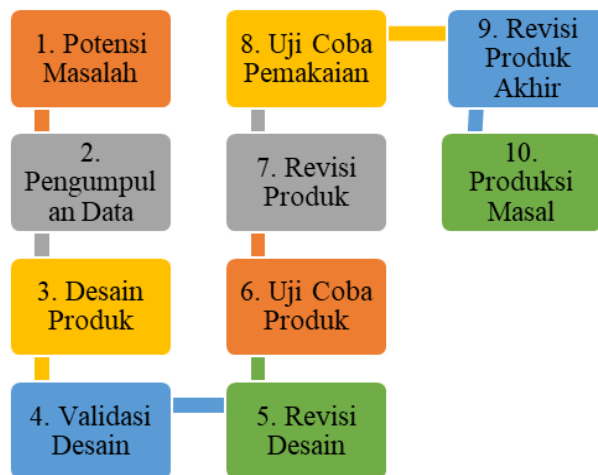 1. Potensi
Masalah
2.
Pengumpul
an Data
3. Desain
Produk
4. Validasi
Desain
5. Revisi
Desain
6. Uji Coba
Produk
7. Revisi
Produk
8. Uji Coba
Pemakaian
9. Revisi
Produk
Akhir
10.
Produksi
Masal